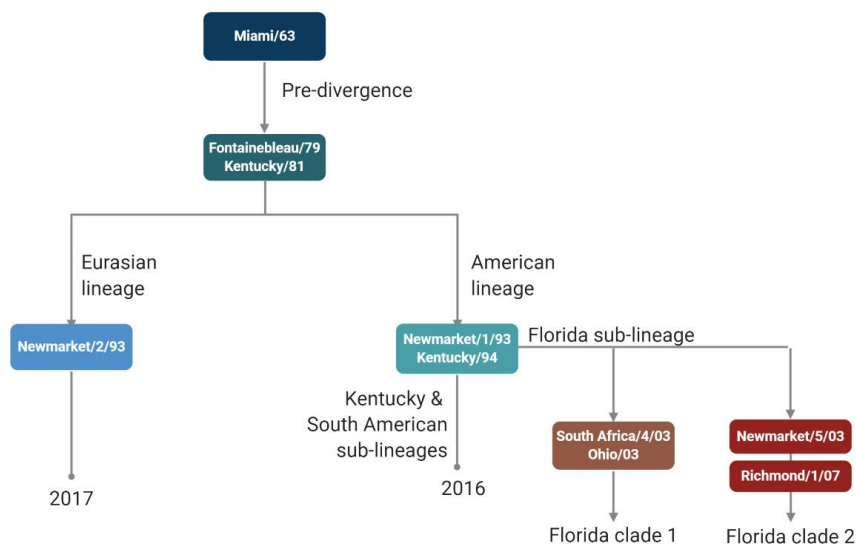 Miami/63
Pre-divergence
Fontainebleau/79
Kentucky/81
Eurasian
lineage
American
lineage
Newmarket/2/93
Newmarket/1/93
Kentucky/94
Florida sub-lineage
Kentucky &
South American
sub-lineages
South Africa/4/03
Ohio/03
Newmarket/5/03
Richmond/1/07
2017
2016
Florida clade 1
Florida clade 2